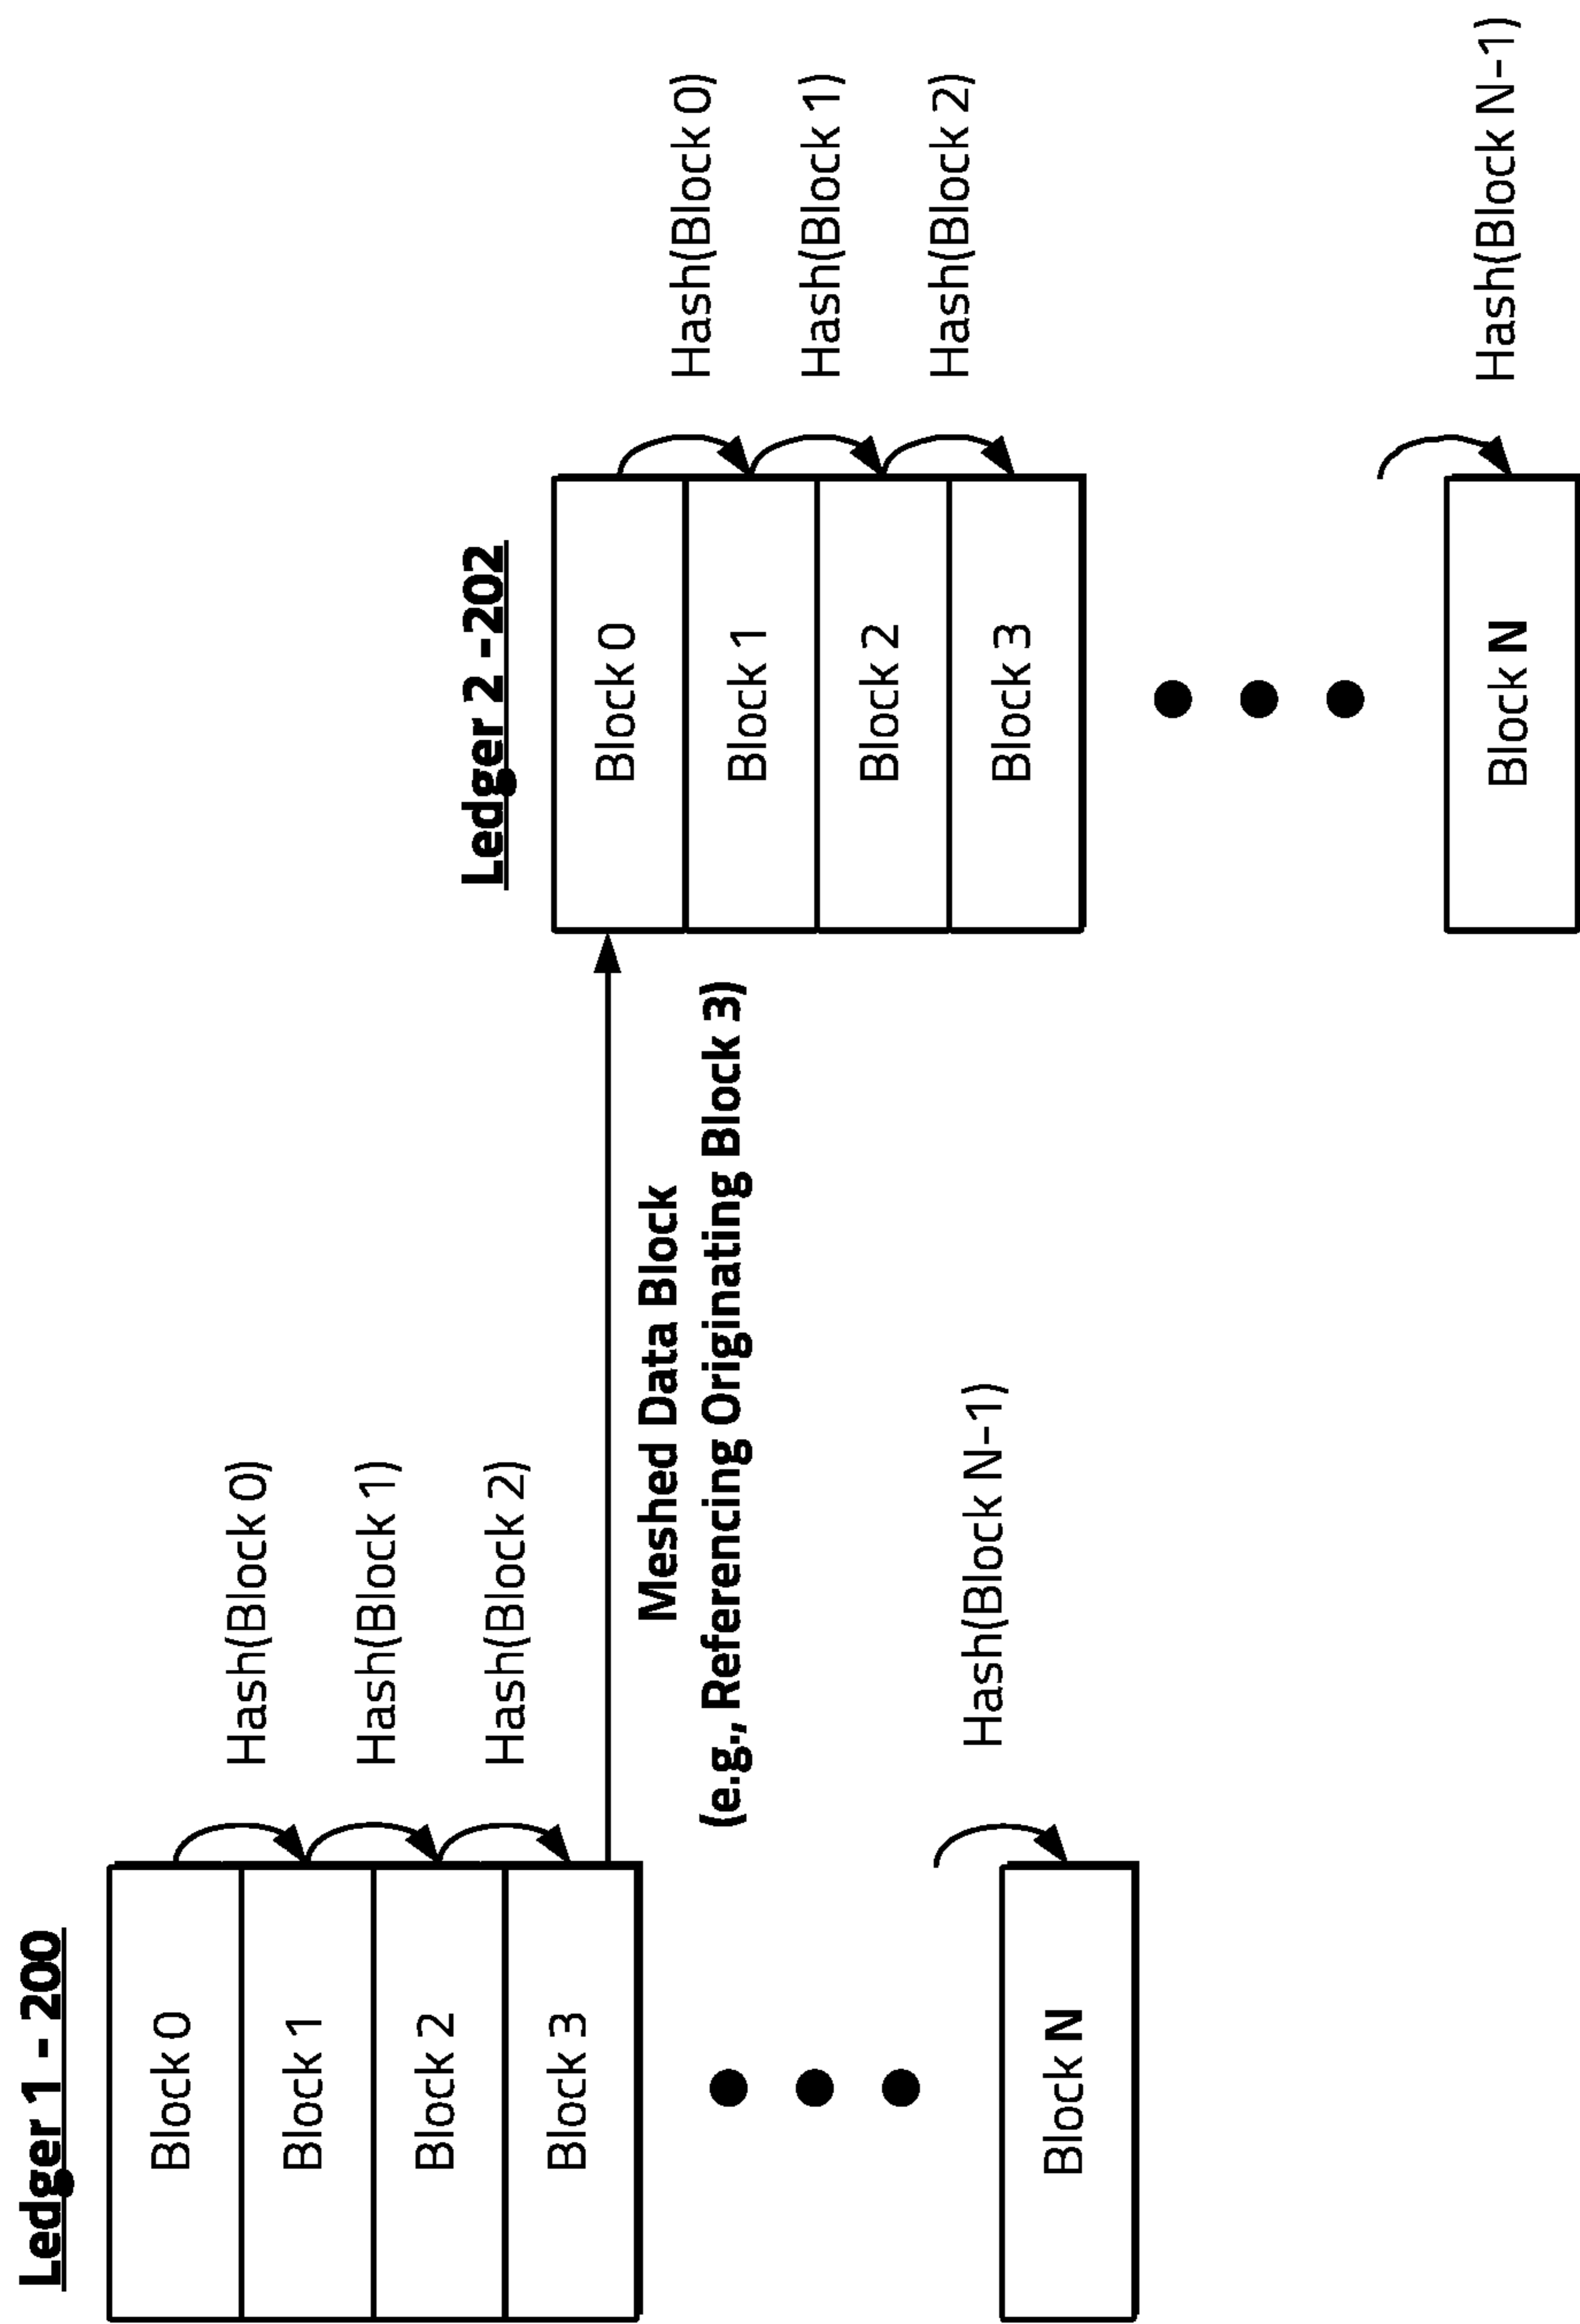 Ledger 1 - 200
Block 0
Block 1
Block 2
Block 3
Block N
Hash(Block 0)
Hash(Block 1)
Hash(Block 2)
Hash(Block N-1)
Meshed Data Block
(e.g., Referencing Originating Block 3)
Ledger 2 -202
Block 0
Block 1
Block 2
Block 3
Block N
Hash(Block 0)
Hash(Block 1)
Hash(Block 2)
Hash(Block N-1)